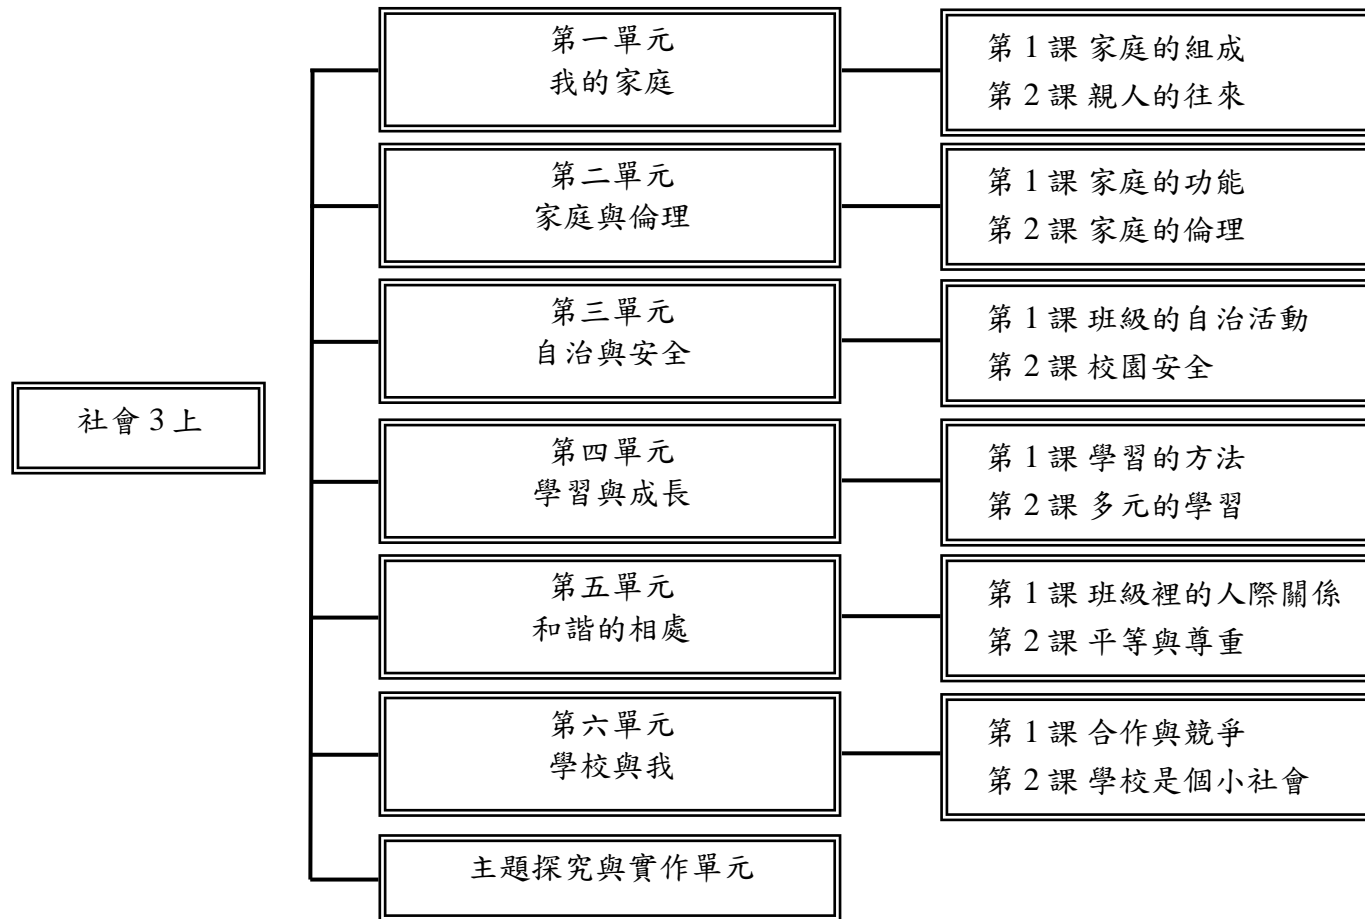 社會 3 上
第一單元
我的家庭
第 1 課 家庭的組成
第 2 課 親人的往來
第二單元
家庭與倫理
第 1 課 家庭的功能
第 2 課 家庭的倫理
第三單元
自治與安全
第 1 課 班級的自治活動
第 2 課 校園安全
第四單元
學習與成長
第 1 課 學習的方法
第 2 課 多元的學習
第五單元
和諧的相處
第 1 課 班級裡的人際關係
第 2 課 平等與尊重
第六單元
學校與我
第 1 課 合作與競爭
第 2 課 學校是個小社會
主題探究與實作單元